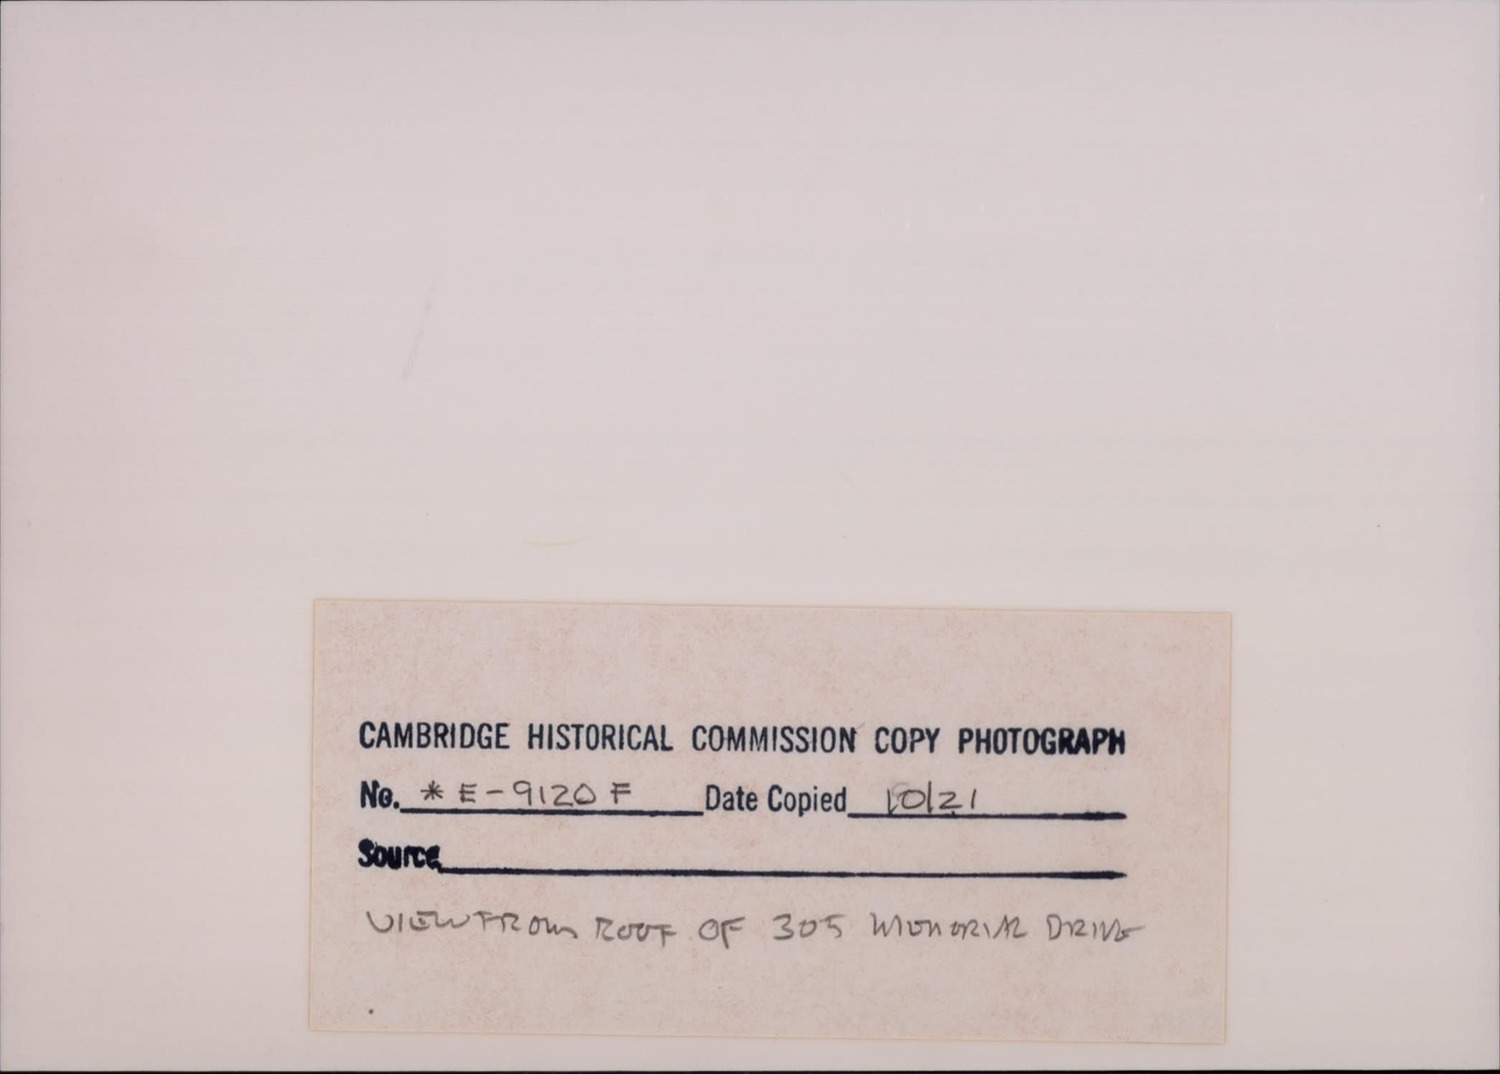 CAMBRIDGE HISTORICAL COMMISSION COPY PHOTOGRAPH
No. * E-9120 F Date Copied 10/21
Source
VIEW FROM ROOF OF 305 MEMORIAL DRIVE